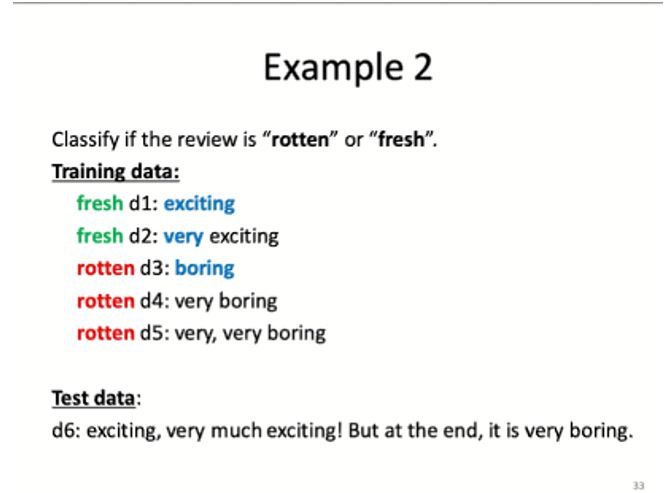 Example 2
Classify if the review is “rotten” or “fresh”.
Training data:
fresh d1: exciting
fresh d2: very exciting
rotten d3: boring
rotten d4: very boring
rotten d5: very, very boring
Test data:
d6: exciting, very much exciting! But at the end, it is very boring.
33